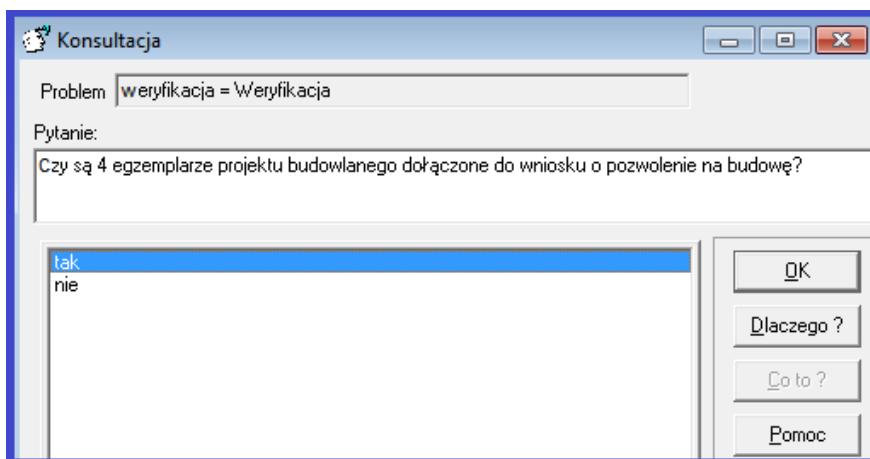 Konsultacja
Problem weryfikacja = Weryfikacja
Pytanie:
Czy są 4 egzemplarze projektu budowlanego dołączone do wniosku o pozwolenie na budowę?
tak
nie
OK
Dlaczego ?
Co to ?
Pomoc